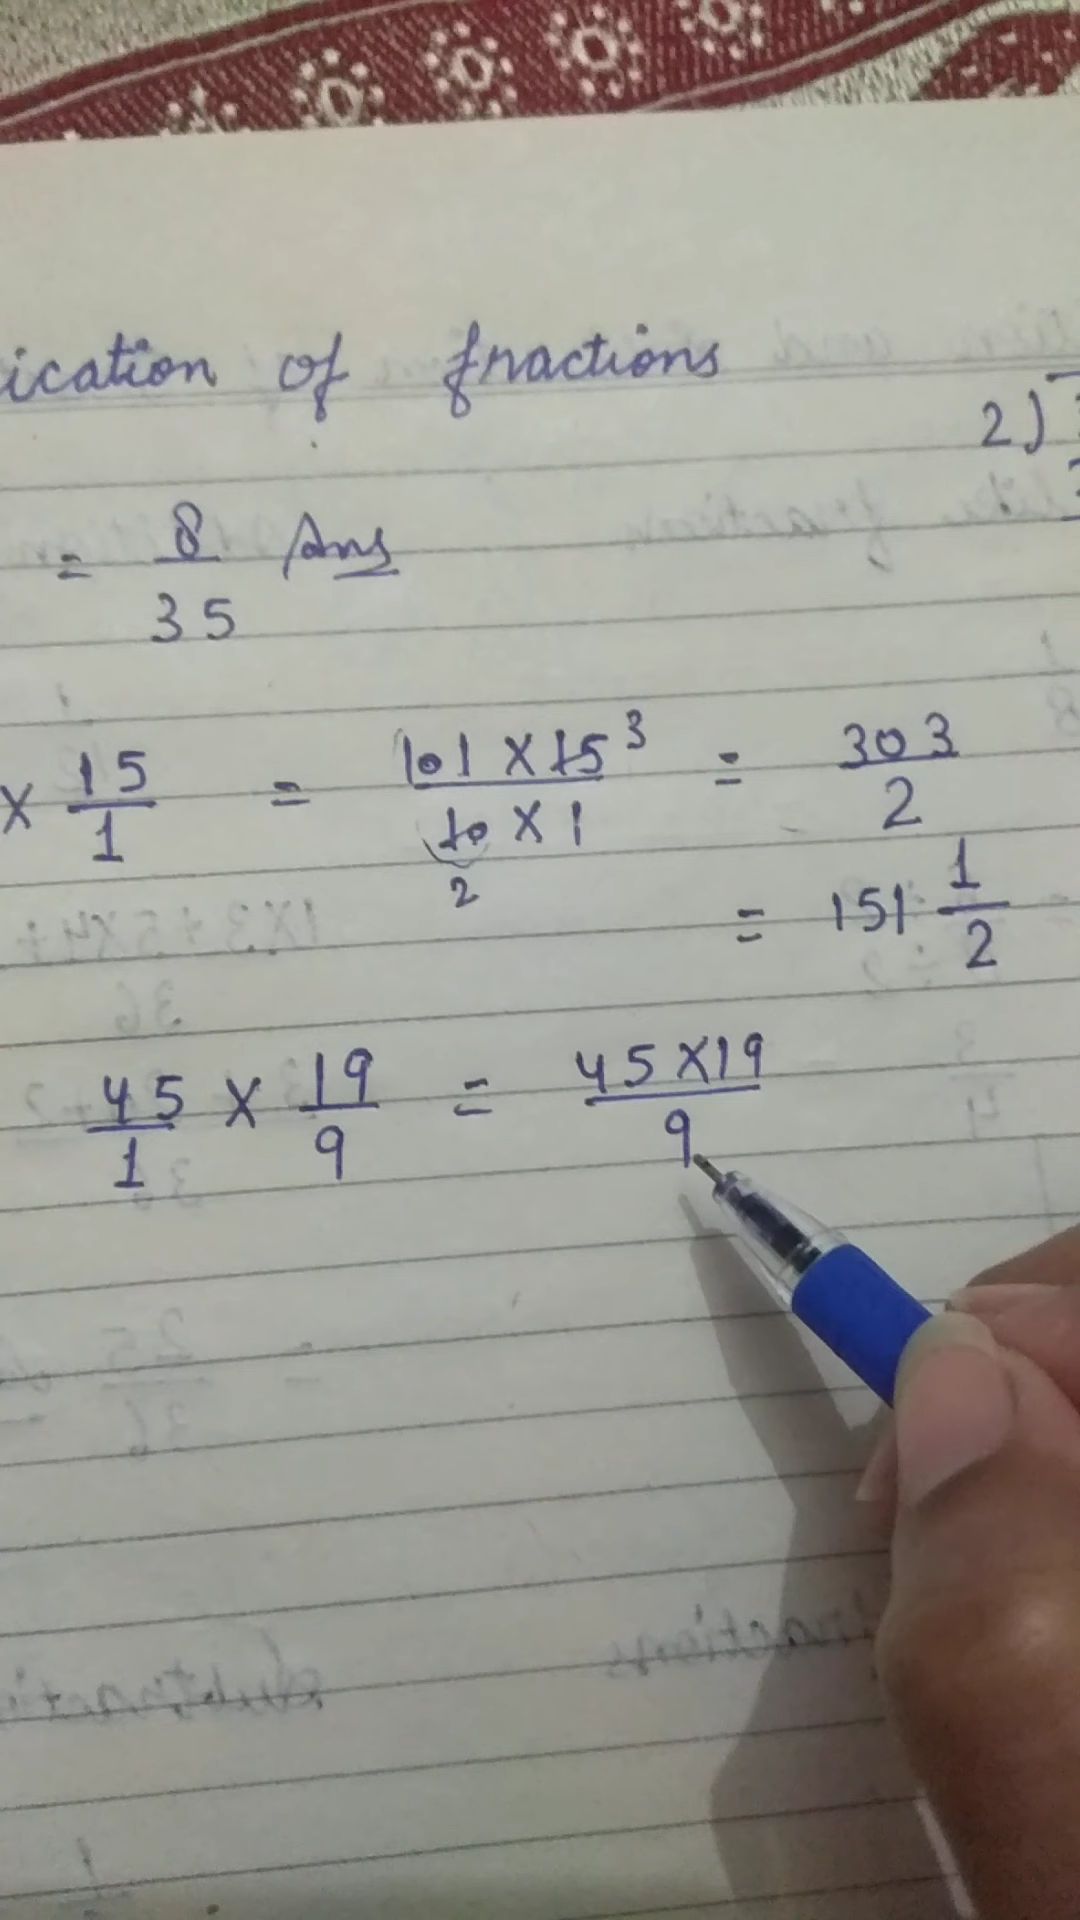 ication of fractions
2)
= 8/35 Ans
x 15/1 = 101 x 15 3 / 10 x 1 2 = 303/2
= 151 1/2
45/1 x 19/9 = 45 x 19 / 9